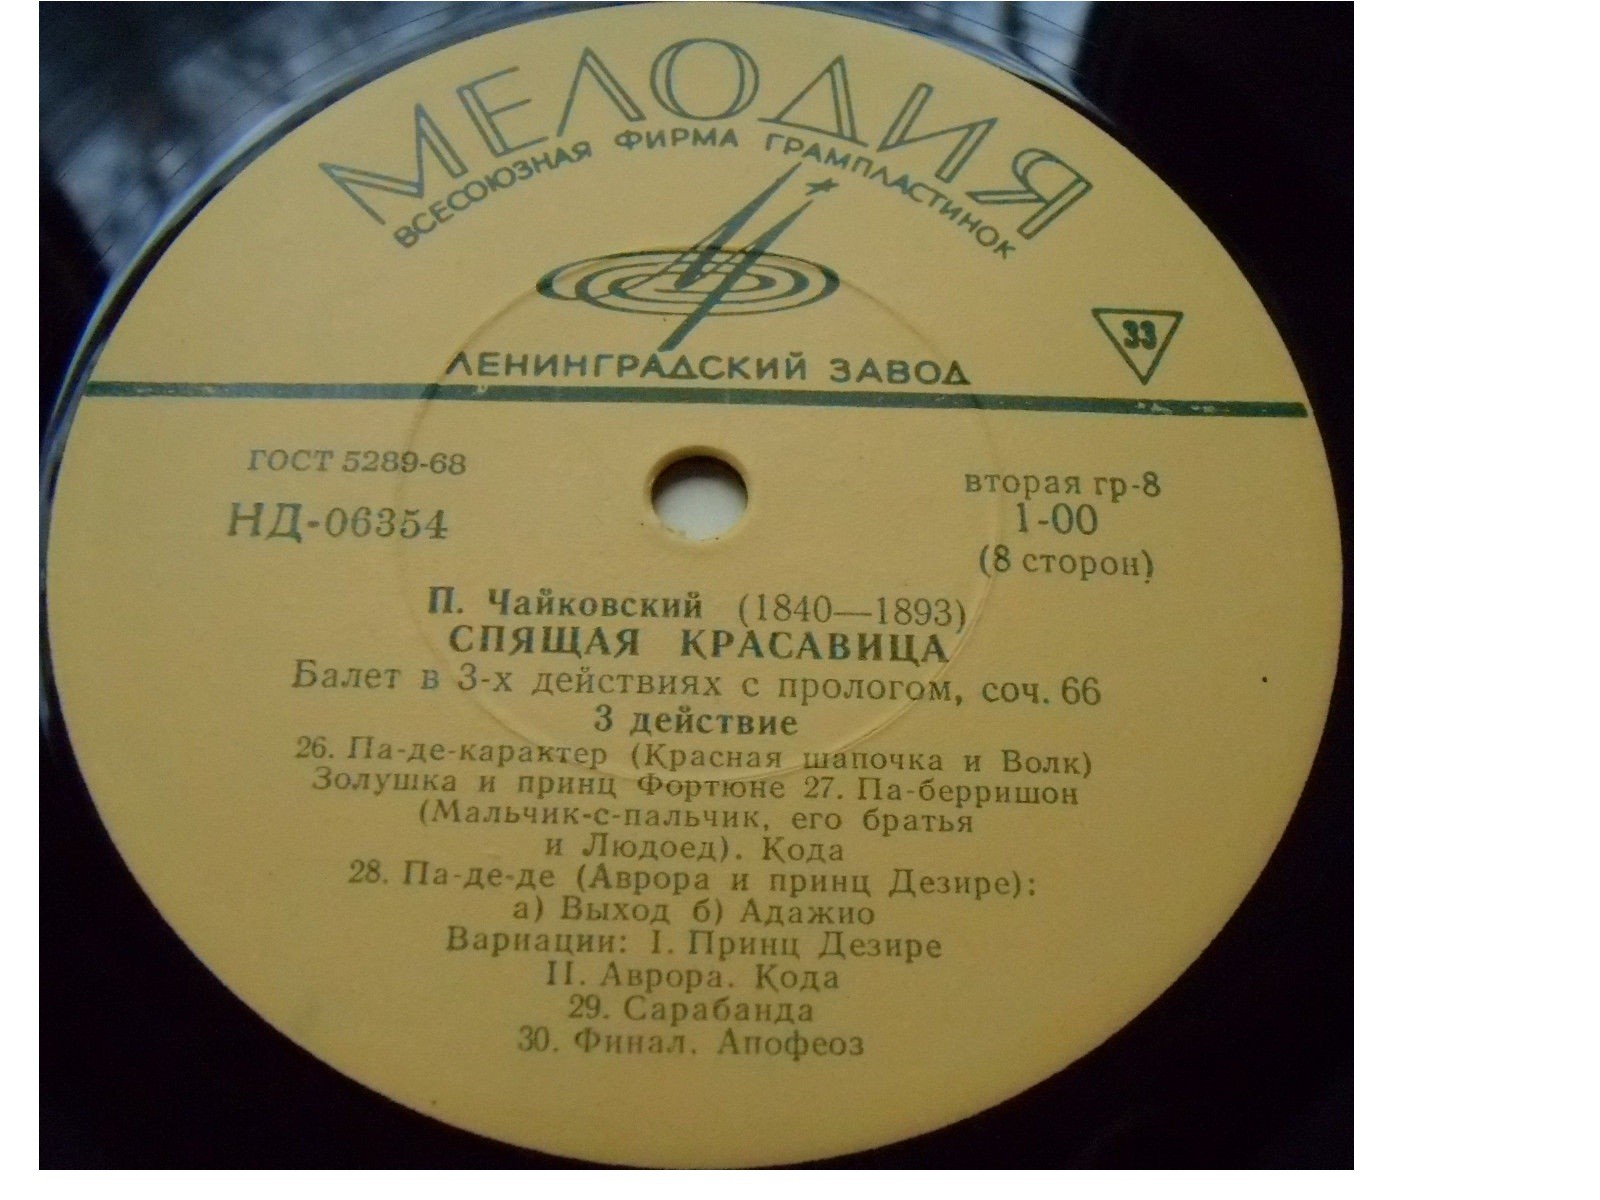 МЕЛОДИЯ
ВСЕСОЮЗНАЯ ФИРМА ГРАМПЛАСТИНОК
33
ЛЕНИНГРАДСКИЙ ЗАВОД
ГОСТ 5289-68
НД-06354
вторая гр-8
1-00
(8 сторон)
П. Чайковский (1840—1893)
СПЯЩАЯ КРАСАВИЦА
Балет в 3-х действиях с прологом, соч. 66
3 действие
26. Па-де-карактер (Красная шапочка и Волк)
Золушка и принц Фортюне 27. Па-берришон
(Мальчик-с-пальчик, его братья
и Людоед). Кода
28. Па-де-де (Аврора и принц Дезире):
а) Выход б) Адажио
Вариации: I. Принц Дезире
II. Аврора. Кода
29. Сарабанда
30. Финал. Апофеоз